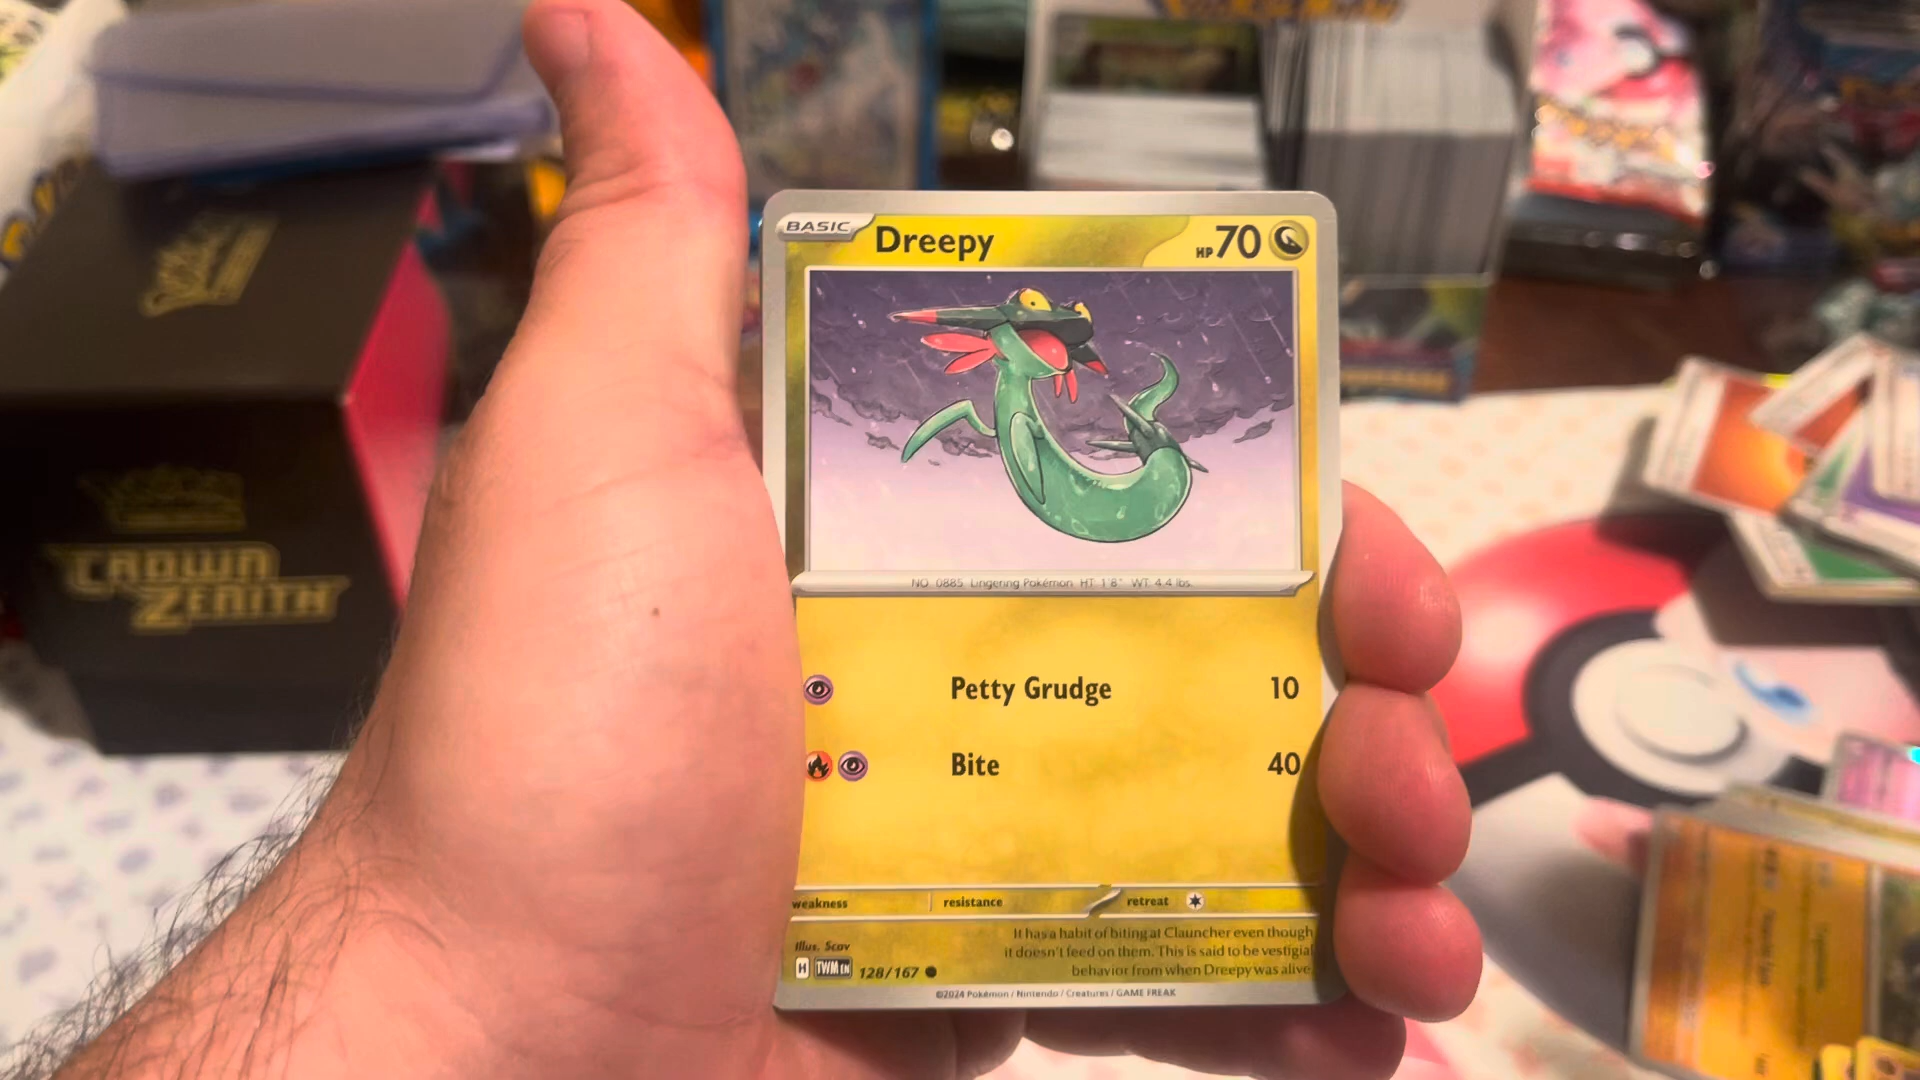 BASIC
Dreepy
HP 70
NO. 0885 Lingering Pokémon HT: 1'8" WT: 4.4 lbs.
Petty Grudge 10
Bite 40
weakness resistance retreat
Illus. Scav
It has a habit of biting at Clauncher even though
it doesn't feed on them. This is said to be vestigial
behavior from when Dreepy was alive.
H TWM EN 128/167
©2024 Pokémon / Nintendo / Creatures / GAME FREAK
CROWN
ZENITH